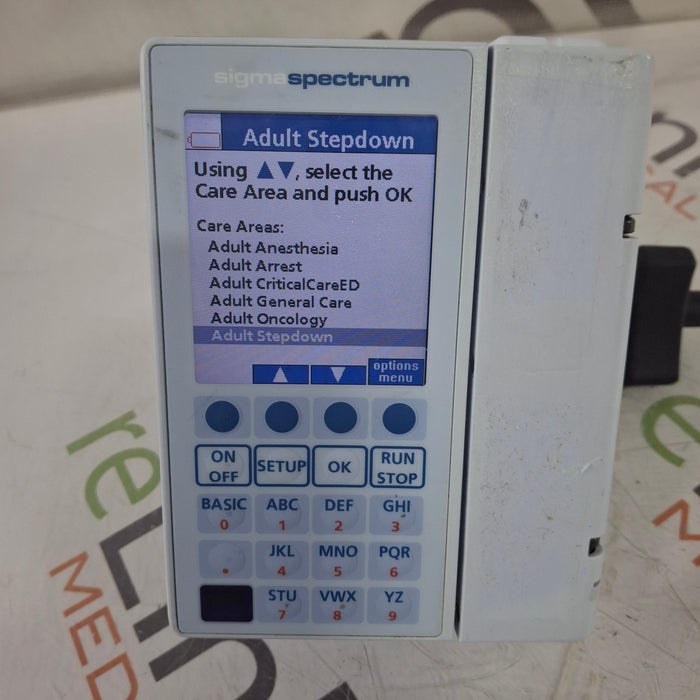 sigmaspectrum
Adult Stepdown
Using ▲▼, select the
Care Area and push OK
Care Areas:
Adult Anesthesia
Adult Arrest
Adult CriticalCareED
Adult General Care
Adult Oncology
Adult Stepdown
▲ ▼ options
menu
ON
OFF
SETUP
OK
RUN
STOP
BASIC ABC DEF GHI
0 1 2 3
JKL MNO PQR
. 4 5 6
STU VWX YZ
7 8 9
re
MED